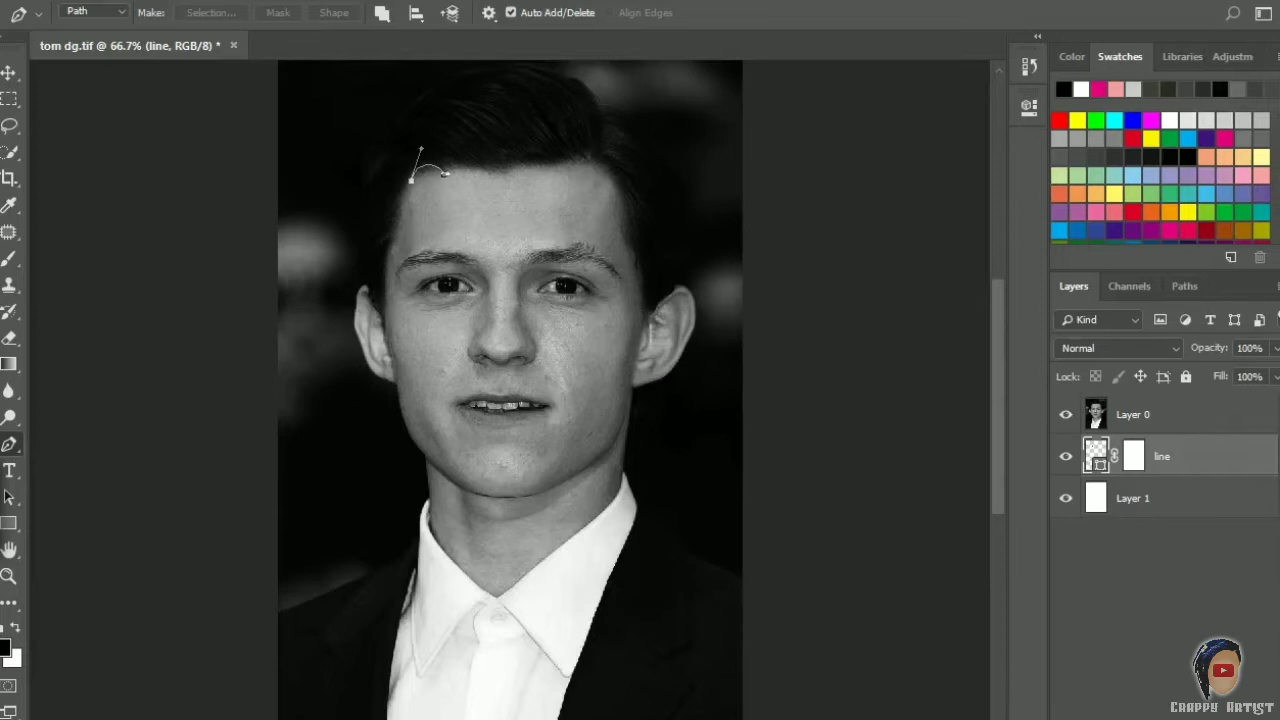 Path Make: Selection... Mask Shape Auto Add/Delete Align Edges
tom dg.tif @ 66.7% (line, RGB/8) * ×
Color Swatches Libraries Adjustm
Layers Channels Paths
Kind
Normal Opacity: 100%
Lock: Fill: 100%
Layer 0
line
Layer 1
CRAPPY ARTIST